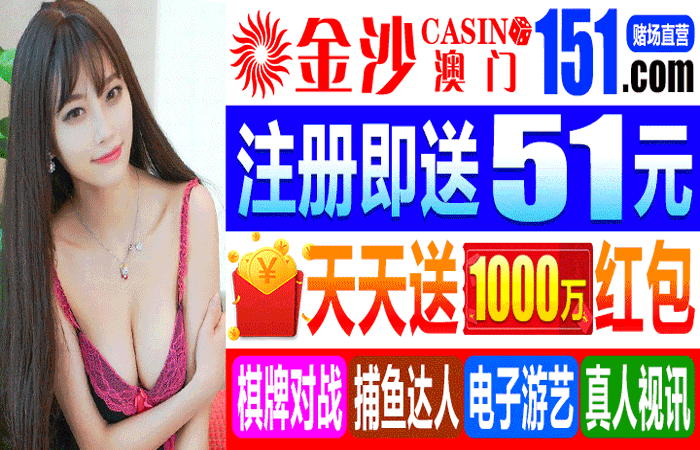 金沙 CASINO 澳门 151.com 赌场直营
注册即送51元
¥ 天天送 1000万 红包
棋牌对战 捕鱼达人 电子游艺 真人视讯